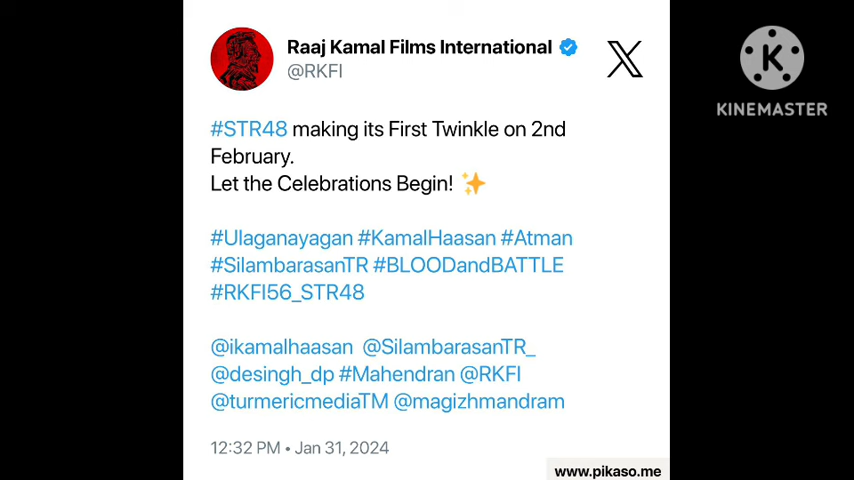 Raaj Kamal Films International
@RKFI
KINEMASTER
#STR48 making its First Twinkle on 2nd
February.
Let the Celebrations Begin! ✨
#Ulaganayagan #KamalHaasan #Atman
#SilambarasanTR #BLOODandBATTLE
#RKFI56_STR48
@ikamalhaasan @SilambarasanTR_
@desingh_dp #Mahendran @RKFI
@turmericmediaTM @magizhmandram
12:32 PM • Jan 31, 2024
www.pikaso.me